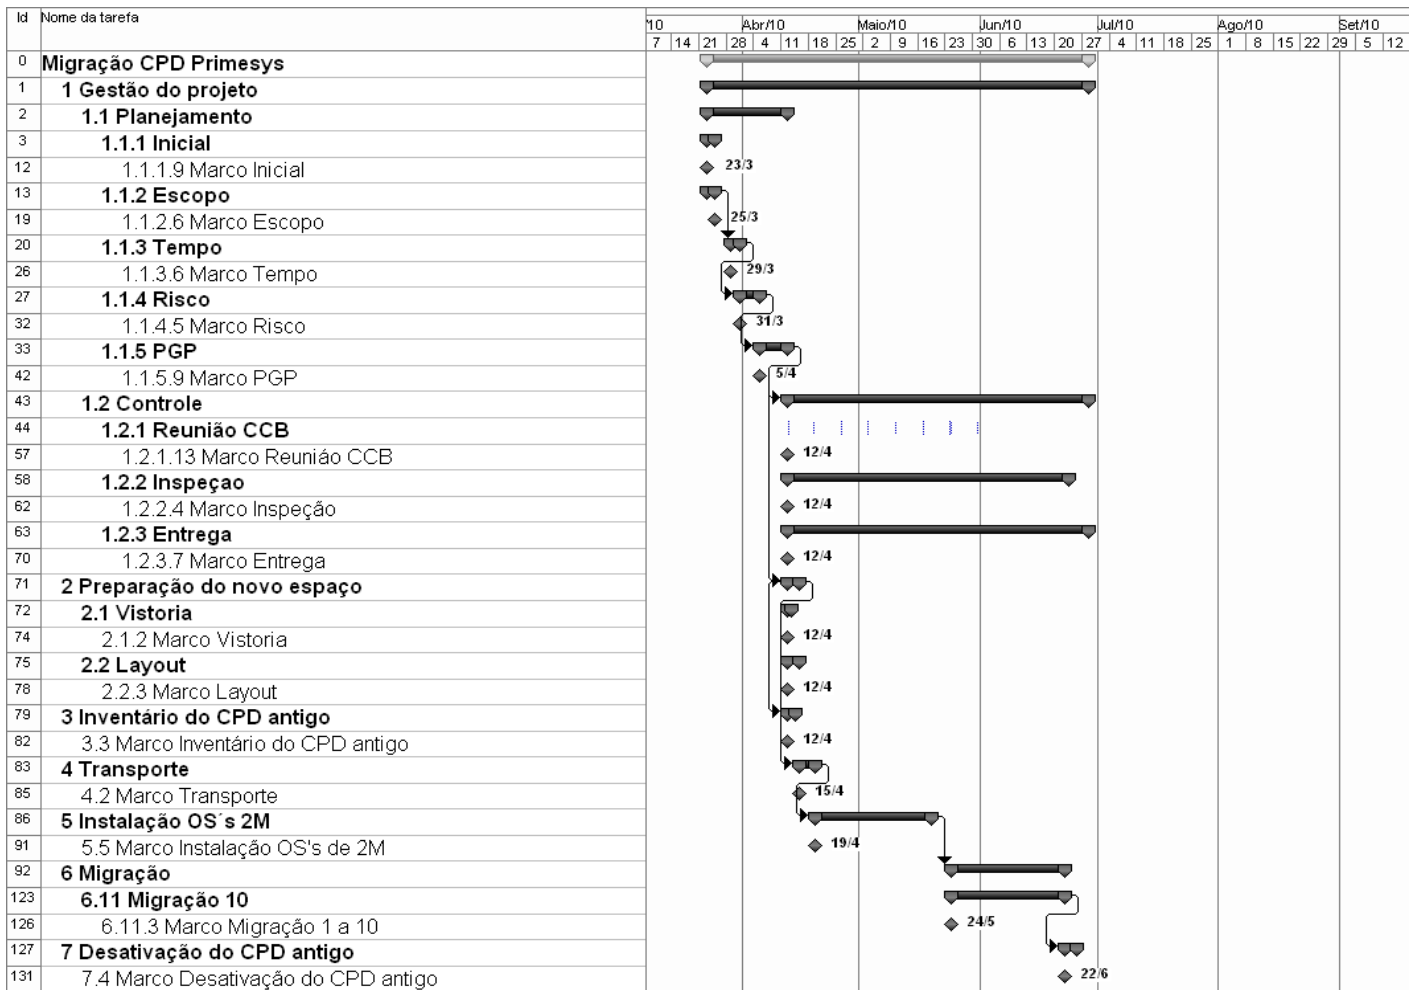 Id Nome da tarefa
'10 Abr/10 Maio/10 Jun/10 Jul/10 Ago/10 Set/10
7 14 21 28 4 11 18 25 2 9 16 23 30 6 13 20 27 4 11 18 25 1 8 15 22 29 5 12
0 Migração CPD Primesys
1 1 Gestão do projeto
2 1.1 Planejamento
3 1.1.1 Inicial
12 1.1.1.9 Marco Inicial 23/3
13 1.1.2 Escopo
19 1.1.2.6 Marco Escopo 25/3
20 1.1.3 Tempo
26 1.1.3.6 Marco Tempo 29/3
27 1.1.4 Risco
32 1.1.4.5 Marco Risco 31/3
33 1.1.5 PGP
42 1.1.5.9 Marco PGP 5/4
43 1.2 Controle
44 1.2.1 Reunião CCB
57 1.2.1.13 Marco Reuniáo CCB 12/4
58 1.2.2 Inspeçao
62 1.2.2.4 Marco Inspeção 12/4
63 1.2.3 Entrega
70 1.2.3.7 Marco Entrega 12/4
71 2 Preparação do novo espaço
72 2.1 Vistoria
74 2.1.2 Marco Vistoria 12/4
75 2.2 Layout
78 2.2.3 Marco Layout 12/4
79 3 Inventário do CPD antigo
82 3.3 Marco Inventário do CPD antigo 12/4
83 4 Transporte
85 4.2 Marco Transporte 15/4
86 5 Instalação OS´s 2M
91 5.5 Marco Instalação OS's de 2M 19/4
92 6 Migração
123 6.11 Migração 10
126 6.11.3 Marco Migração 1 a 10 24/5
127 7 Desativação do CPD antigo
131 7.4 Marco Desativação do CPD antigo 22/6